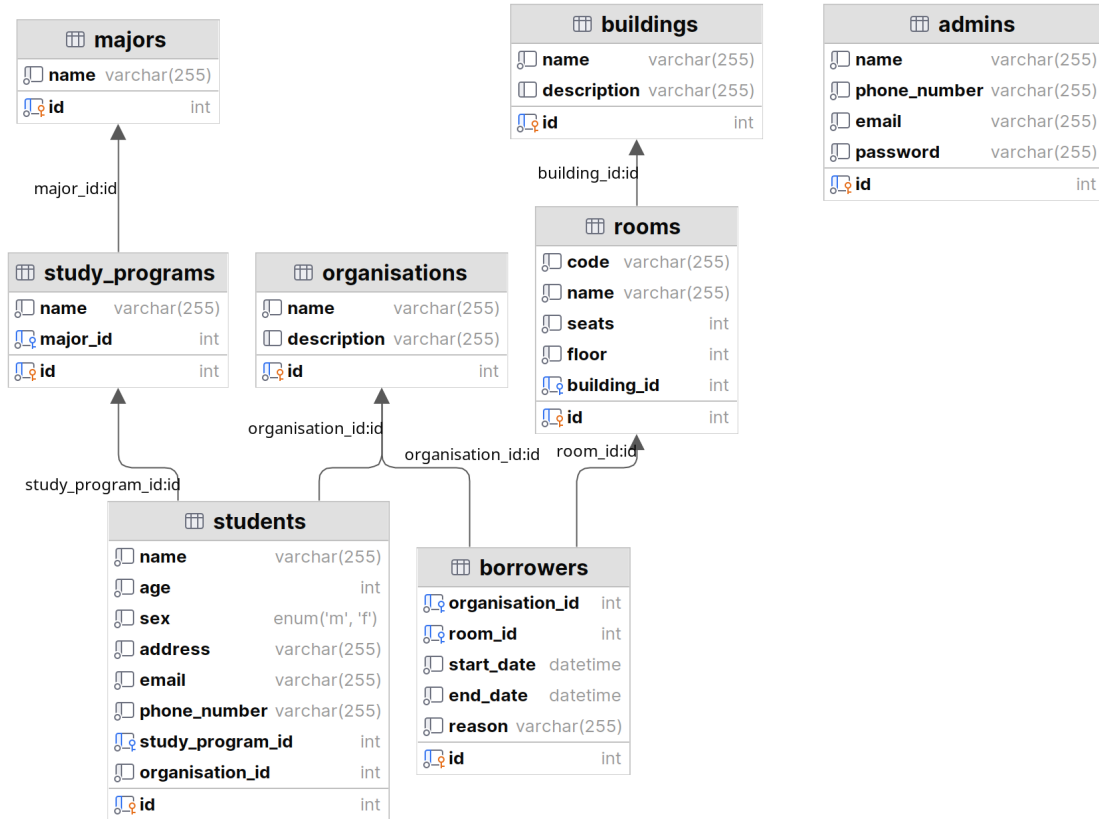 majors
name varchar(255)
id int
major_id:id
study_programs
name varchar(255)
major_id int
id int
organisations
name varchar(255)
description varchar(255)
id int
buildings
name varchar(255)
description varchar(255)
id int
building_id:id
rooms
code varchar(255)
name varchar(255)
seats int
floor int
building_id int
id int
admins
name varchar(255)
phone_number varchar(255)
email varchar(255)
password varchar(255)
id int
study_program_id:id
organisation_id:id
organisation_id:id
room_id:id
students
name varchar(255)
age int
sex enum('m', 'f')
address varchar(255)
email varchar(255)
phone_number varchar(255)
study_program_id int
organisation_id int
id int
borrowers
organisation_id int
room_id int
start_date datetime
end_date datetime
reason varchar(255)
id int